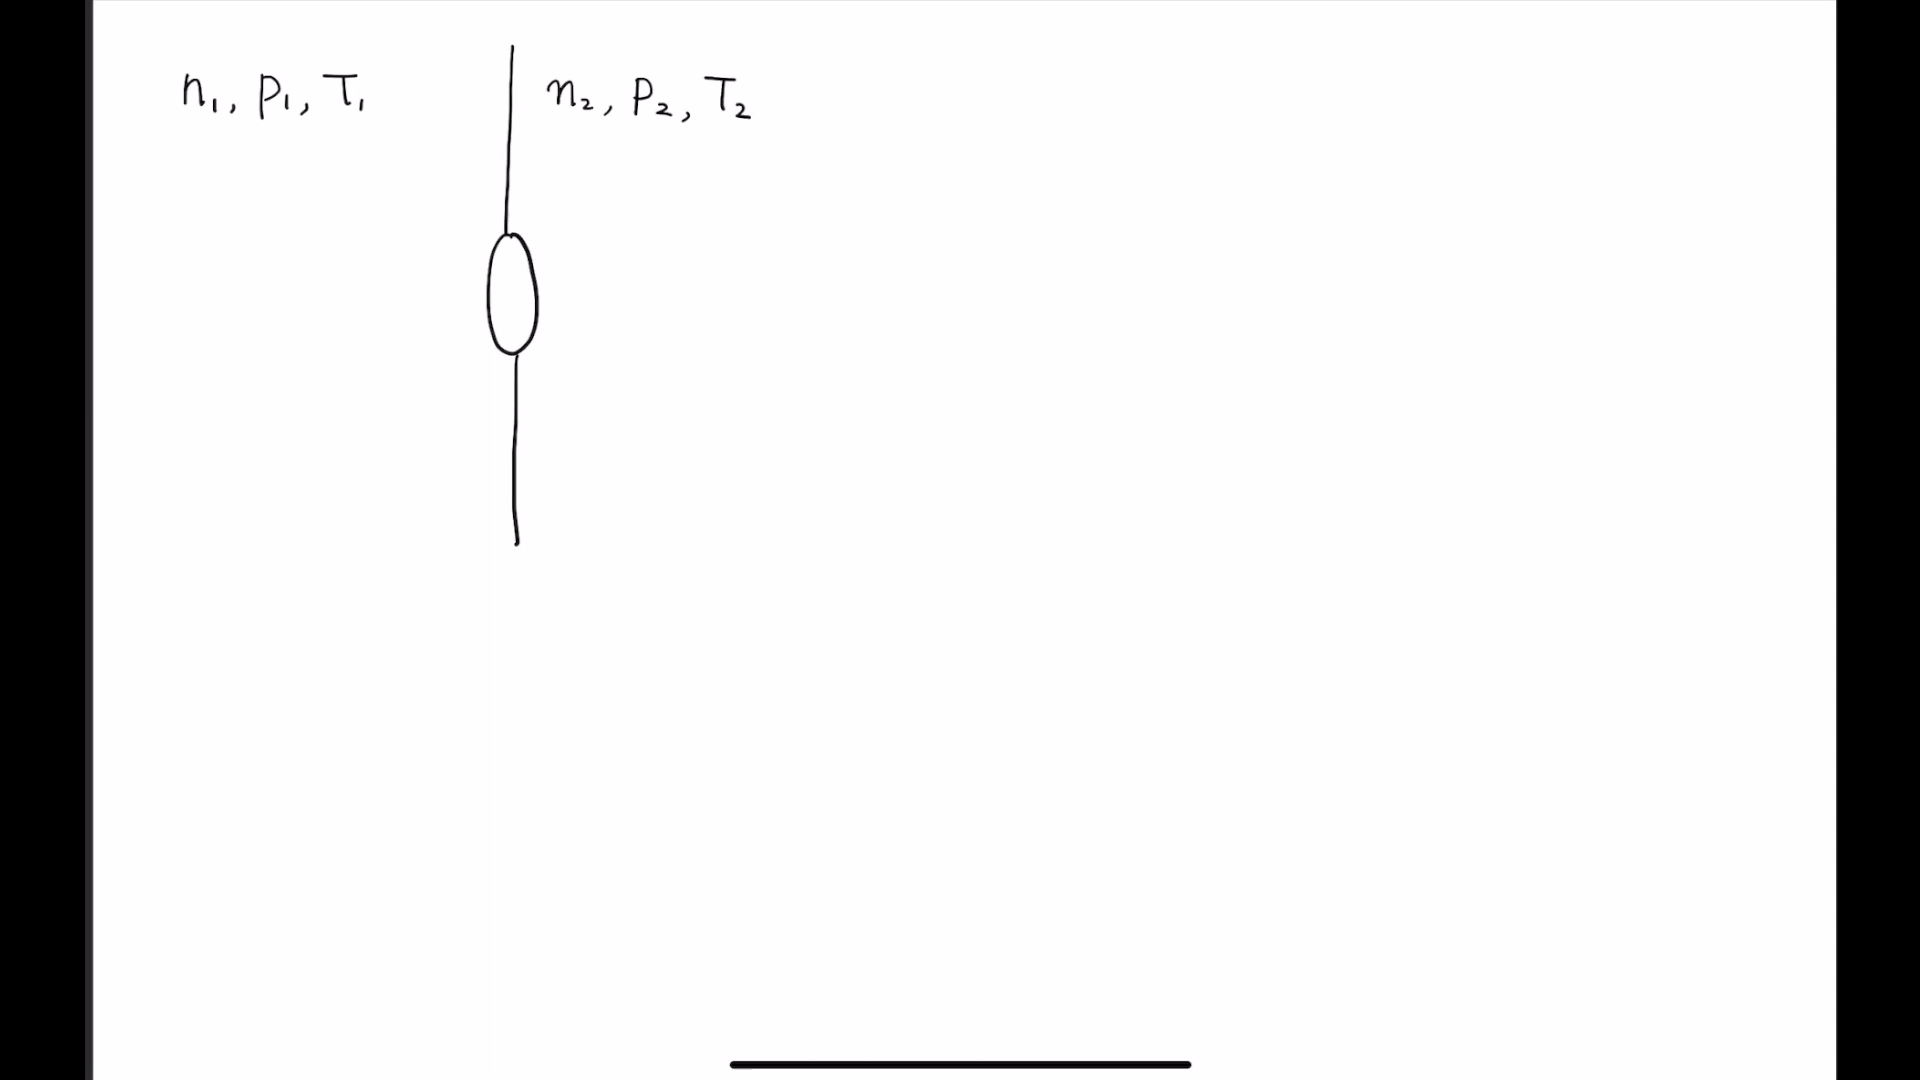 n₁, p₁, T₁
n₂, p₂, T₂